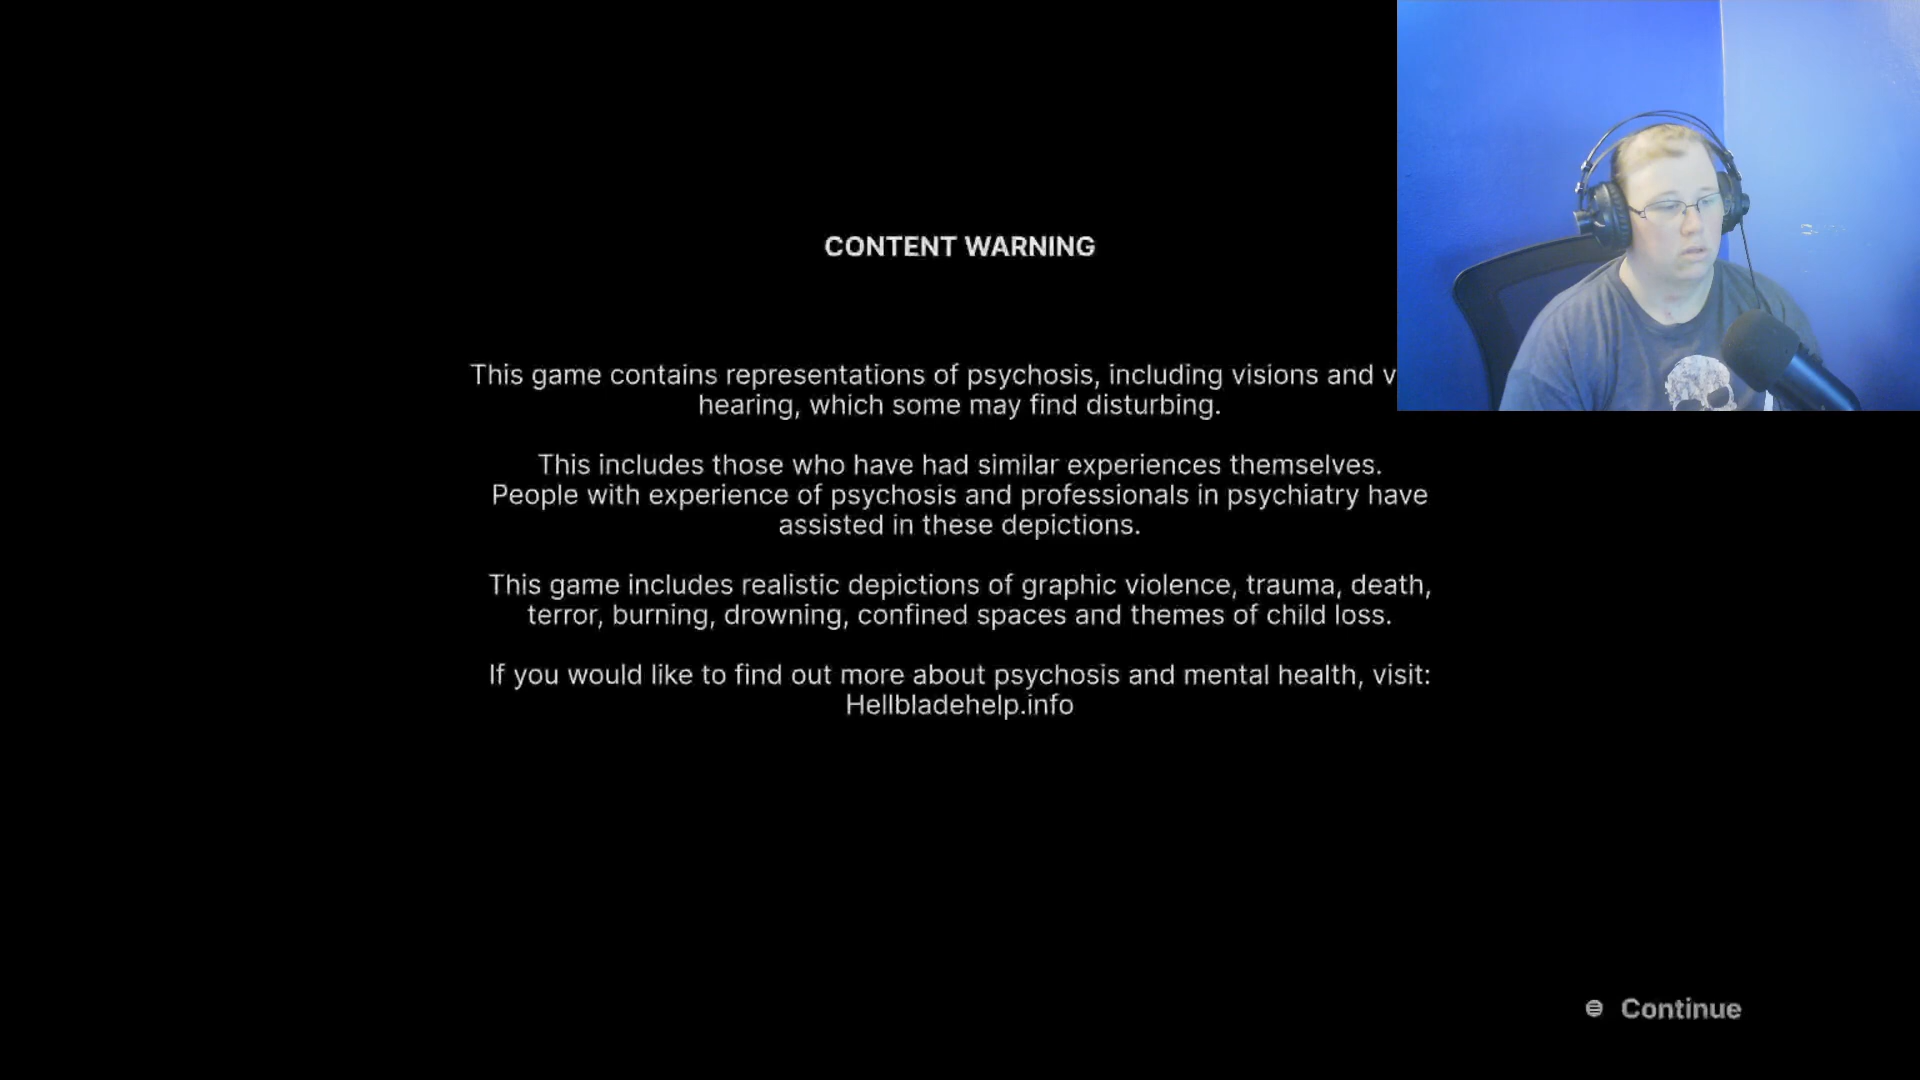 CONTENT WARNING
This game contains representations of psychosis, including visions and v
hearing, which some may find disturbing.
This includes those who have had similar experiences themselves.
People with experience of psychosis and professionals in psychiatry have
assisted in these depictions.
This game includes realistic depictions of graphic violence, trauma, death,
terror, burning, drowning, confined spaces and themes of child loss.
If you would like to find out more about psychosis and mental health, visit:
Hellbladehelp.info
Continue